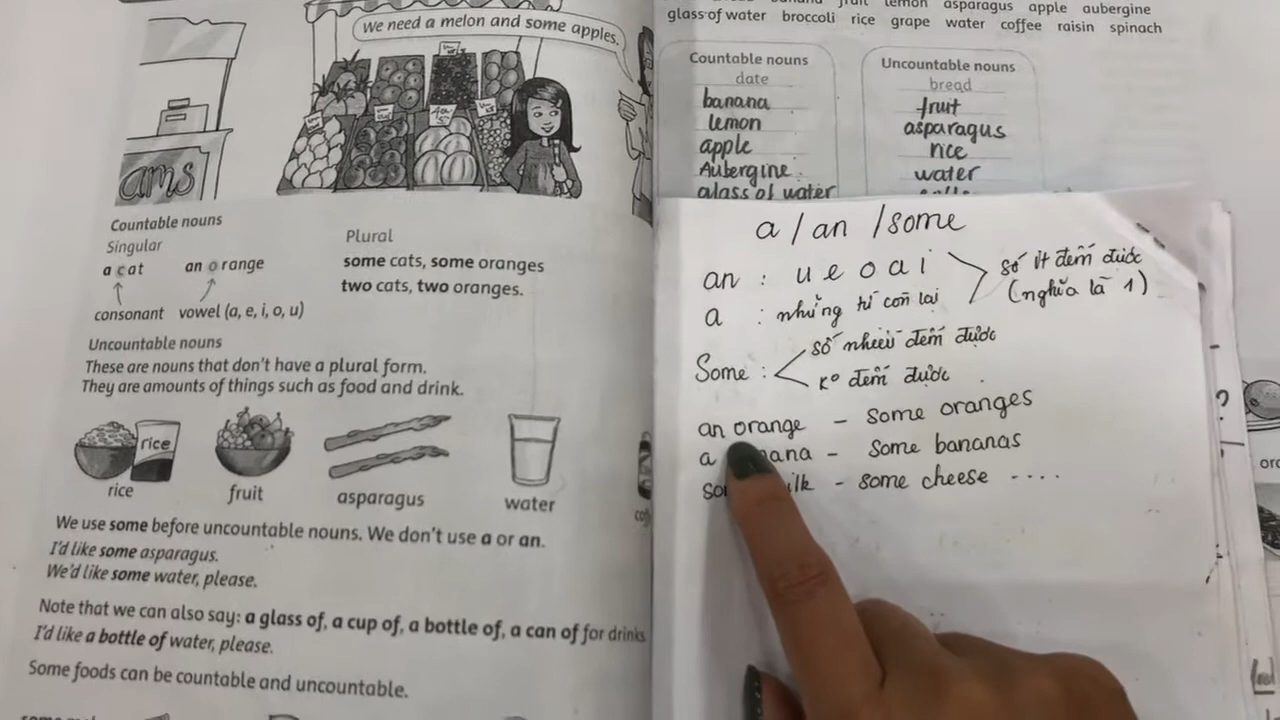 We need a melon and some apples.
ams
Countable nouns
Singular
a cat an orange
consonant vowel (a, e, i, o, u)
Plural
some cats, some oranges
two cats, two oranges.
Uncountable nouns
These are nouns that don't have a plural form.
They are amounts of things such as food and drink.
rice
rice fruit asparagus water
We use some before uncountable nouns. We don't use a or an.
I'd like some asparagus.
We'd like some water, please.
Note that we can also say: a glass of, a cup of, a bottle of, a can of for drinks
I'd like a bottle of water, please.
Some foods can be countable and uncountable.
fruit lemon asparagus apple aubergine
glass of water broccoli rice grape water coffee raisin spinach
Countable nouns
date
banana
lemon
apple
Aubergine
glass of water
Uncountable nouns
bread
fruit
asparagus
rice
water
a / an / some
an : u e o a i
a : những từ còn lại
số ít đếm được
(nghĩa là 1)
Some :
số nhiều đếm được
ko đếm được
an orange - some oranges
a - Some bananas
- some cheese ....
?